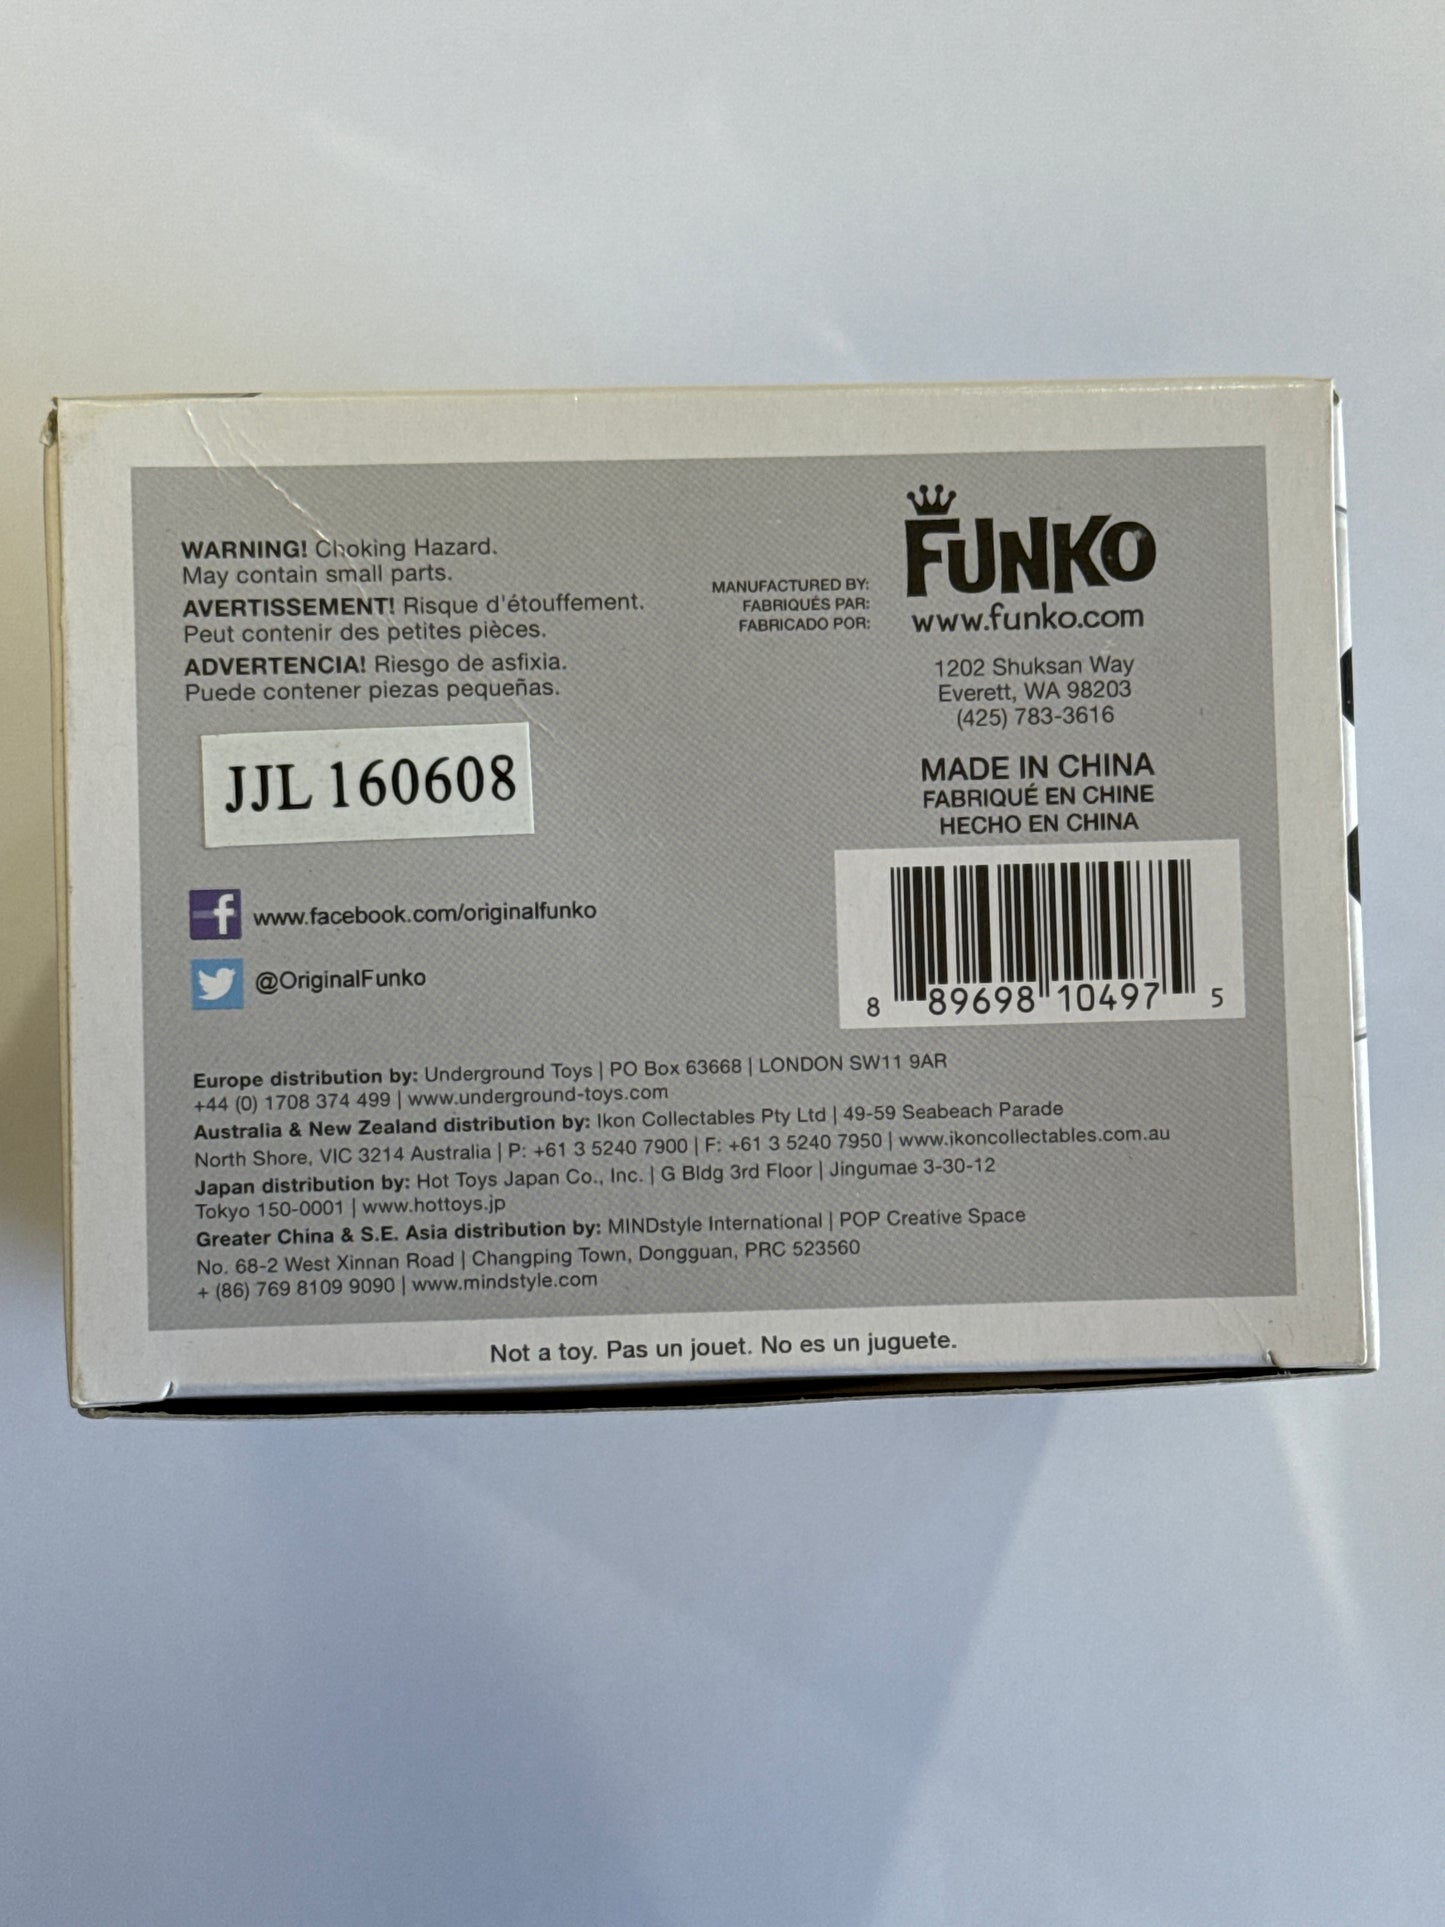 WARNING! Choking Hazard.
May contain small parts.
AVERTISSEMENT! Risque d'étouffement.
Peut contenir des petites pièces.
ADVERTENCIA! Riesgo de asfixia.
Puede contener piezas pequeñas.
JJL 160608
f www.facebook.com/originalfunko
@OriginalFunko
MANUFACTURED BY:
FABRIQUÉS PAR:
FABRICADO POR:
FUNKO
www.funko.com
1202 Shuksan Way
Everett, WA 98203
(425) 783-3616
MADE IN CHINA
FABRIQUÉ EN CHINE
HECHO EN CHINA
8 89698 10497 5
Europe distribution by: Underground Toys | PO Box 63668 | LONDON SW11 9AR
+44 (0) 1708 374 499 | www.underground-toys.com
Australia & New Zealand distribution by: Ikon Collectables Pty Ltd | 49-59 Seabeach Parade
North Shore, VIC 3214 Australia | P: +61 3 5240 7900 | F: +61 3 5240 7950 | www.ikoncollectables.com.au
Japan distribution by: Hot Toys Japan Co., Inc. | G Bldg 3rd Floor | Jingumae 3-30-12
Tokyo 150-0001 | www.hottoys.jp
Greater China & S.E. Asia distribution by: MINDstyle International | POP Creative Space
No. 68-2 West Xinnan Road | Changping Town, Dongguan, PRC 523560
+ (86) 769 8109 9090 | www.mindstyle.com
Not a toy. Pas un jouet. No es un juguete.